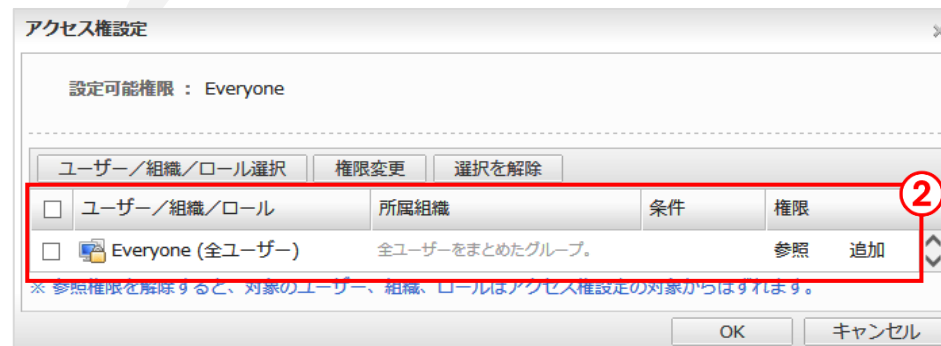 アクセス権設定
設定可能権限 : Everyone
ユーザー/組織/ロール選択 権限変更 選択を解除
②
ユーザー/組織/ロール 所属組織 条件 権限
Everyone (全ユーザー) 全ユーザーをまとめたグループ。 参照 追加
※ 参照権限を解除すると、対象のユーザー、組織、ロールはアクセス権設定の対象からはずれます。
OK キャンセル